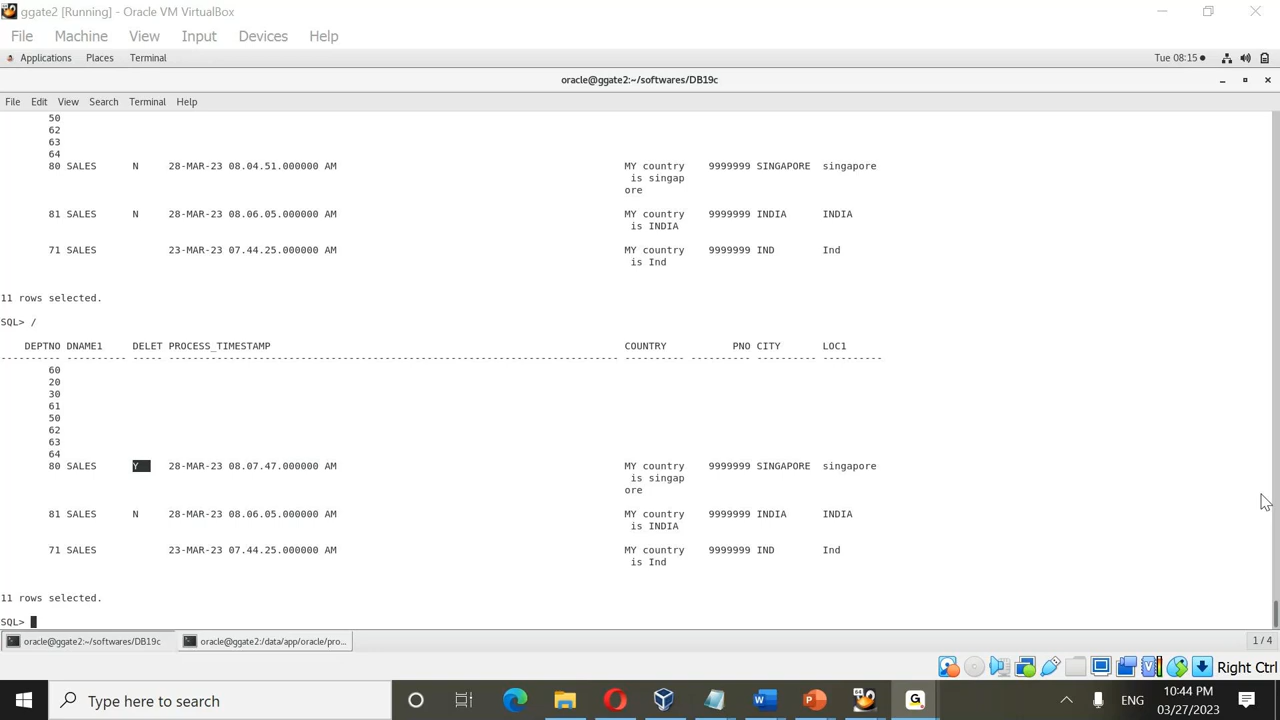 ggate2 [Running] - Oracle VM VirtualBox
File Machine View Input Devices Help
Applications Places Terminal Tue 08:15
oracle@ggate2:~/softwares/DB19c
File Edit View Search Terminal Help
50
62
63
64
80 SALES N 28-MAR-23 08.04.51.000000 AM MY country 9999999 SINGAPORE singapore
is singap
ore
81 SALES N 28-MAR-23 08.06.05.000000 AM MY country 9999999 INDIA INDIA
is INDIA
71 SALES 23-MAR-23 07.44.25.000000 AM MY country 9999999 IND Ind
is Ind
11 rows selected.
SQL> /
DEPTNO DNAME1 DELET PROCESS_TIMESTAMP COUNTRY PNO CITY LOC1
---------- ---------- ----- --------------------------------------------------------------------------- ---------- ---------- ---------- ----------
60
20
30
61
50
62
63
64
80 SALES Y 28-MAR-23 08.07.47.000000 AM MY country 9999999 SINGAPORE singapore
is singap
ore
81 SALES N 28-MAR-23 08.06.05.000000 AM MY country 9999999 INDIA INDIA
is INDIA
71 SALES 23-MAR-23 07.44.25.000000 AM MY country 9999999 IND Ind
is Ind
11 rows selected.
SQL>
oracle@ggate2:~/softwares/DB19c oracle@ggate2:/data/app/oracle/pro... 1 / 4
Right Ctrl
Type here to search ENG 10:44 PM
03/27/2023